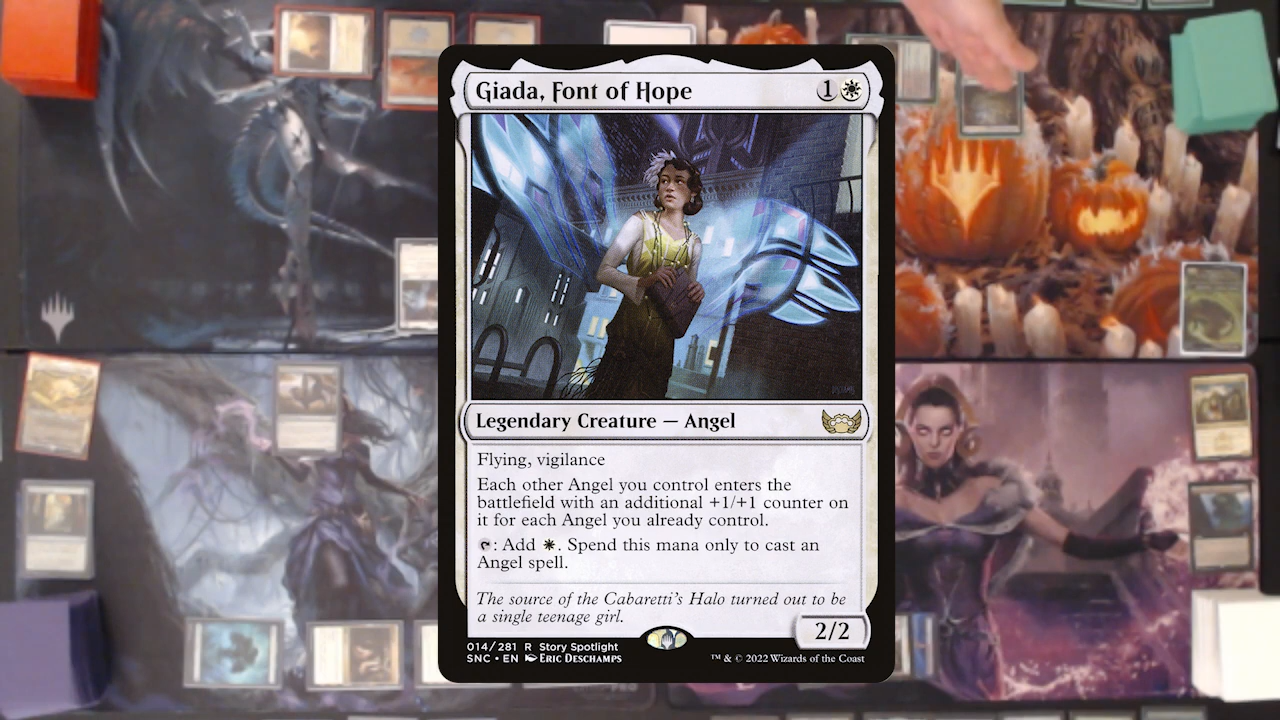 Giada, Font of Hope 1
Legendary Creature — Angel
Flying, vigilance
Each other Angel you control enters the
battlefield with an additional +1/+1 counter on
it for each Angel you already control.
: Add . Spend this mana only to cast an
Angel spell.
The source of the Cabaretti's Halo turned out to be
a single teenage girl.
2/2
014/281 R Story Spotlight
SNC • EN Eric Deschamps
™ & © 2022 Wizards of the Coast